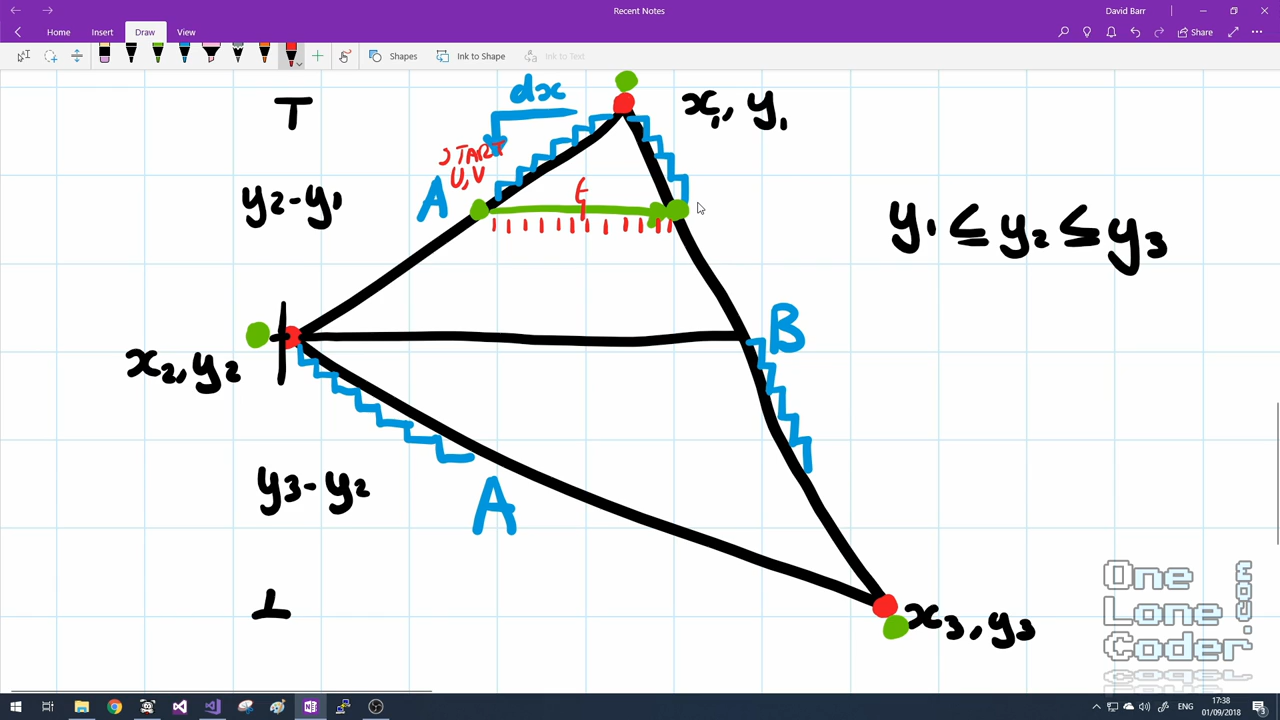 Recent Notes
David Barr
Home Insert Draw View
Share
Shapes Ink to Shape Ink to Text
dx
x₁, y₁
T
START
U,V
A
t
y₂-y₁
y₁ ≤ y₂ ≤ y₃
B
x₂,y₂
y₃-y₂
A
x₃,y₃
One
Lone
Coder
.com
ENG
17:38
01/09/2018
3